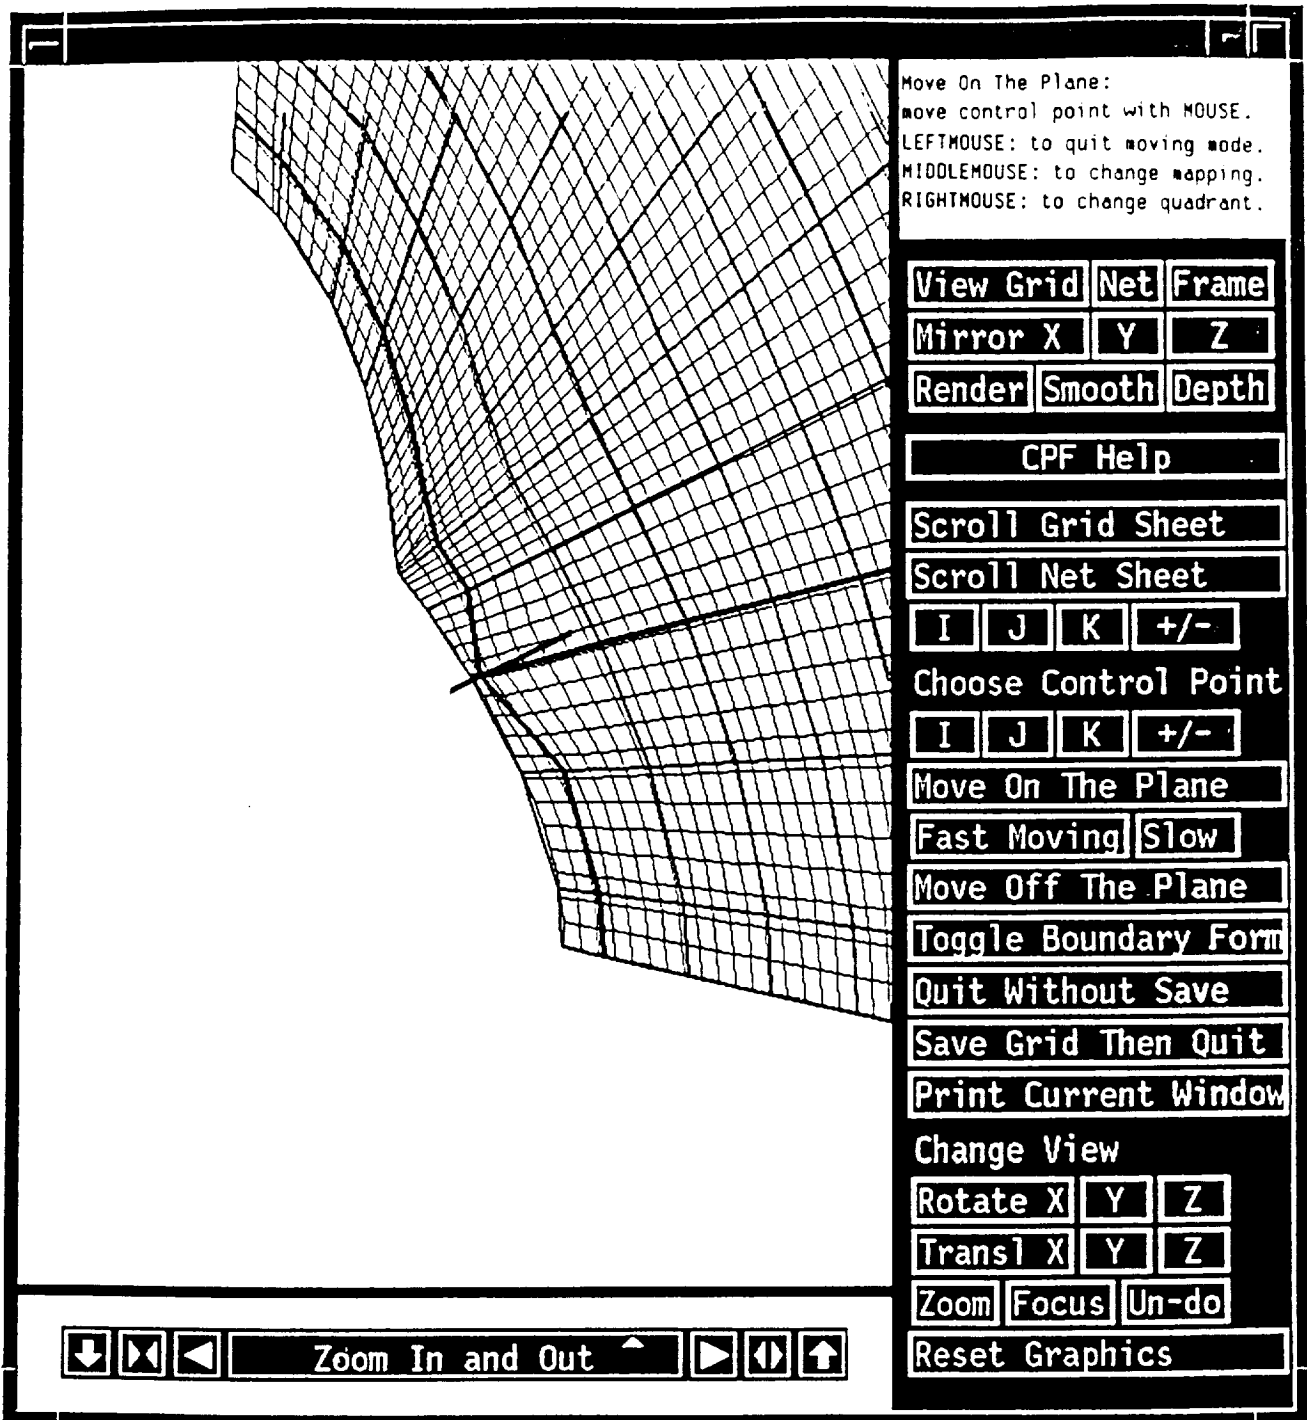 Move On The Plane:
move control point with MOUSE.
LEFTMOUSE: to quit moving mode.
MIDDLEMOUSE: to change mapping.
RIGHTMOUSE: to change quadrant.
View Grid Net Frame
Mirror X Y Z
Render Smooth Depth
CPF Help
Scroll Grid Sheet
Scroll Net Sheet
I J K +/-
Choose Control Point
I J K +/-
Move On The Plane
Fast Moving Slow
Move Off The Plane
Toggle Boundary Form
Quit Without Save
Save Grid Then Quit
Print Current Window
Change View
Rotate X Y Z
Transl X Y Z
Zoom Focus Un-do
Reset Graphics
Zoom In and Out